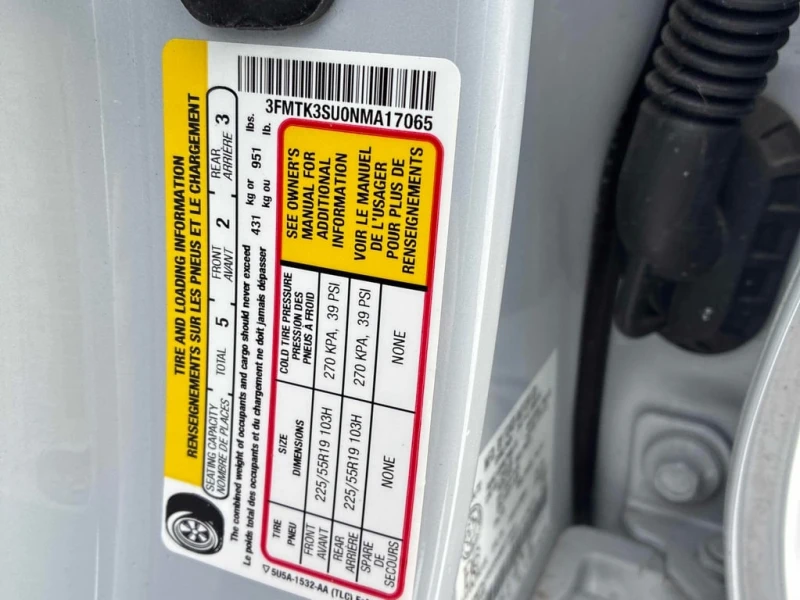 3FMTK3SU0NMA17065
TIRE AND LOADING INFORMATION
RENSEIGNEMENTS SUR LES PNEUS ET LE CHARGEMENT
SEATING CAPACITY TOTAL 5 FRONT 2 REAR 3
NOMBRE DE PLACES AVANT ARRIÈRE
The combined weight of occupants and cargo should never exceed 431 kg or 951 lbs.
Le poids total des occupants et du chargement ne doit jamais dépasser kg ou lb.
TIRE SIZE COLD TIRE PRESSURE
PNEU DIMENSIONS PRESSION DES
PNEUS À FROID
FRONT 225/55R19 103H 270 KPA, 39 PSI
AVANT
REAR 225/55R19 103H 270 KPA, 39 PSI
ARRIÈRE
SPARE NONE NONE
DE
SECOURS
SEE OWNER'S
MANUAL FOR
ADDITIONAL
INFORMATION
VOIR LE MANUEL
DE L'USAGER
POUR PLUS DE
RENSEIGNEMENTS
5U5A-1532-AA (TLC)